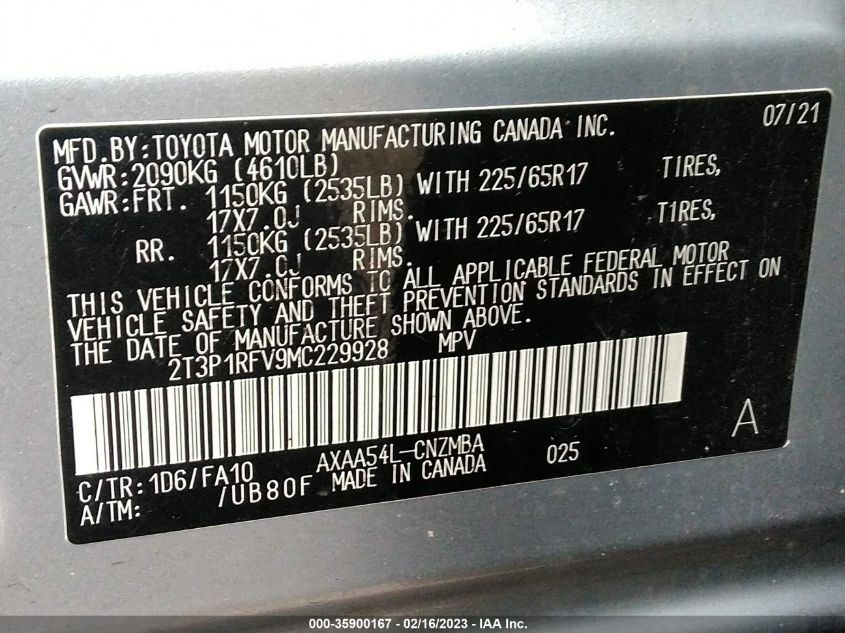 07/21
MFD.BY:TOYOTA MOTOR MANUFACTURING CANADA INC.
GVWR:2090KG (4610LB)
GAWR:FRT. 1150KG (2535LB) WITH 225/65R17 TIRES,
17X7.0J RIMS.
RR. 1150KG (2535LB) WITH 225/65R17 TIRES,
17X7.0J RIMS.
THIS VEHICLE CONFORMS TO ALL APPLICABLE FEDERAL MOTOR
VEHICLE SAFETY AND THEFT PREVENTION STANDARDS IN EFFECT ON
THE DATE OF MANUFACTURE SHOWN ABOVE.
2T3P1RFV9MC229928 MPV
A
C/TR:1D6/FA10 AXAA54L-CNZMBA 025
A/TM: /UB80F MADE IN CANADA
000-35900167 - 02/16/2023 - IAA Inc.